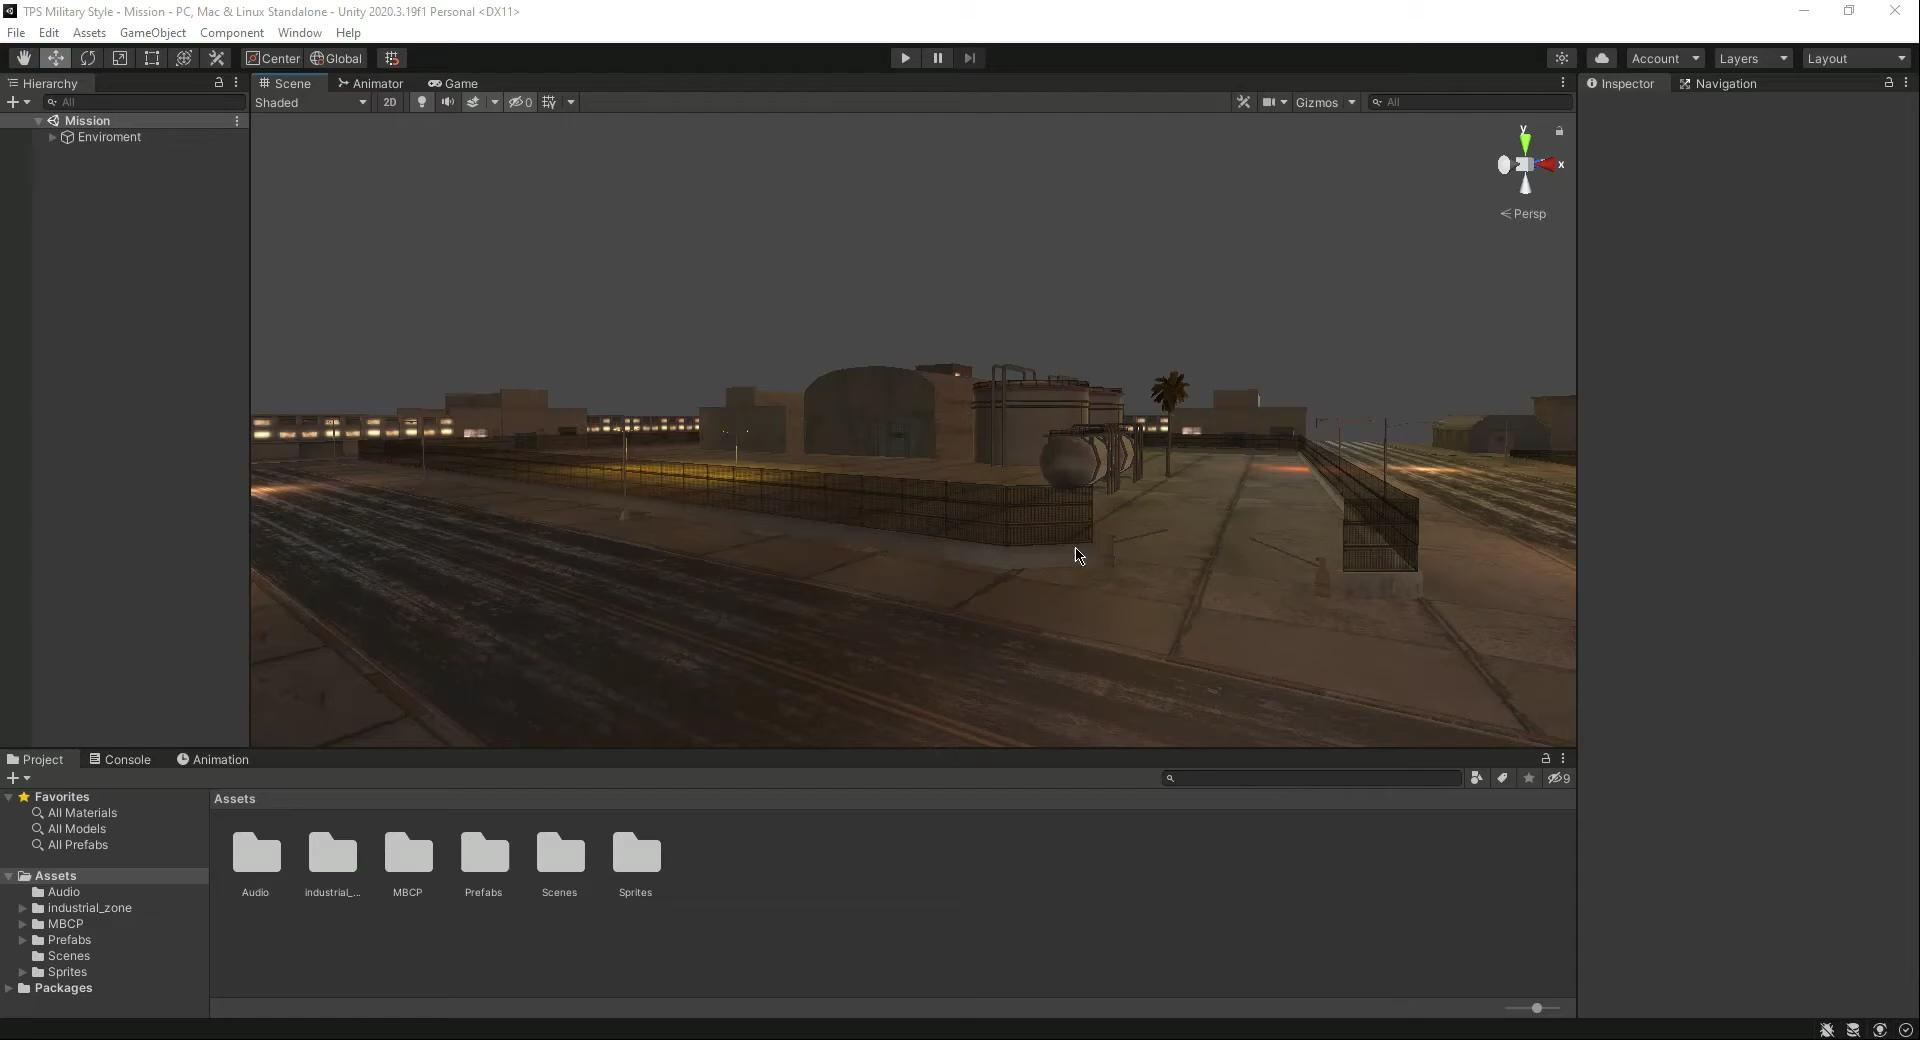 TPS Military Style - Mission - PC, Mac & Linux Standalone - Unity 2020.3.19f1 Personal <DX11>
File Edit Assets GameObject Component Window Help
Center Global Account Layers Layout
Hierarchy
All
Mission
Enviroment
Scene Animator Game
Shaded 2D 0 Gizmos All
y
x
Persp
Inspector Navigation
Project Console Animation
9
Favorites
All Materials
All Models
All Prefabs
Assets
Audio
industrial_zone
MBCP
Prefabs
Scenes
Sprites
Packages
Assets
Audio industrial_... MBCP Prefabs Scenes Sprites